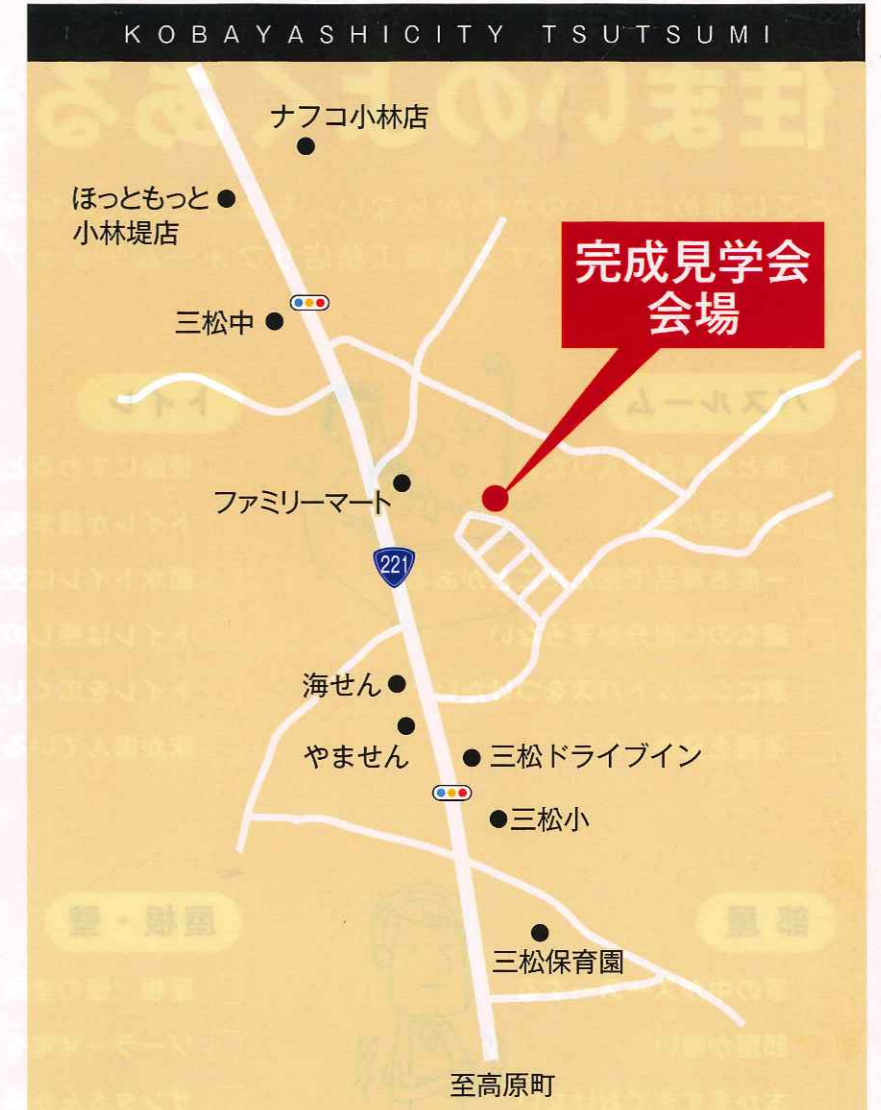 KOBAYASHICITY TSUTSUMI
ナフコ小林店
ほっともっと
小林堤店
完成見学会
会場
三松中
ファミリーマート
221
海せん
やません
三松ドライブイン
三松小
三松保育園
至高原町